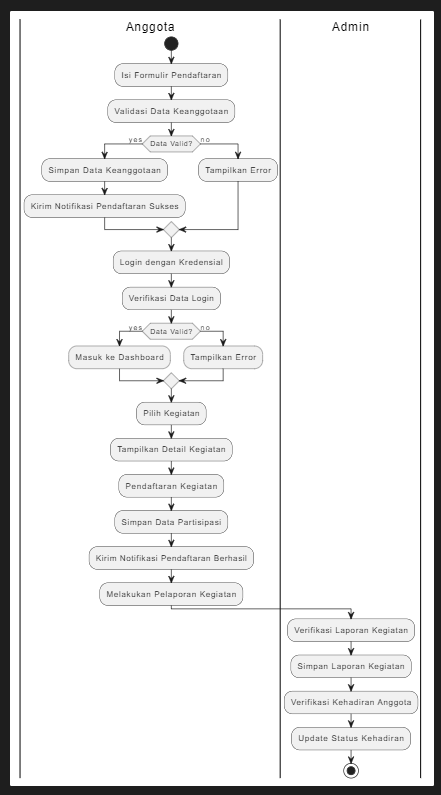 Anggota
Admin
Isi Formulir Pendaftaran
Validasi Data Keanggotaan
yes
Data Valid?
no
Simpan Data Keanggotaan
Tampilkan Error
Kirim Notifikasi Pendaftaran Sukses
Login dengan Kredensial
Verifikasi Data Login
yes
Data Valid?
no
Masuk ke Dashboard
Tampilkan Error
Pilih Kegiatan
Tampilkan Detail Kegiatan
Pendaftaran Kegiatan
Simpan Data Partisipasi
Kirim Notifikasi Pendaftaran Berhasil
Melakukan Pelaporan Kegiatan
Verifikasi Laporan Kegiatan
Simpan Laporan Kegiatan
Verifikasi Kehadiran Anggota
Update Status Kehadiran